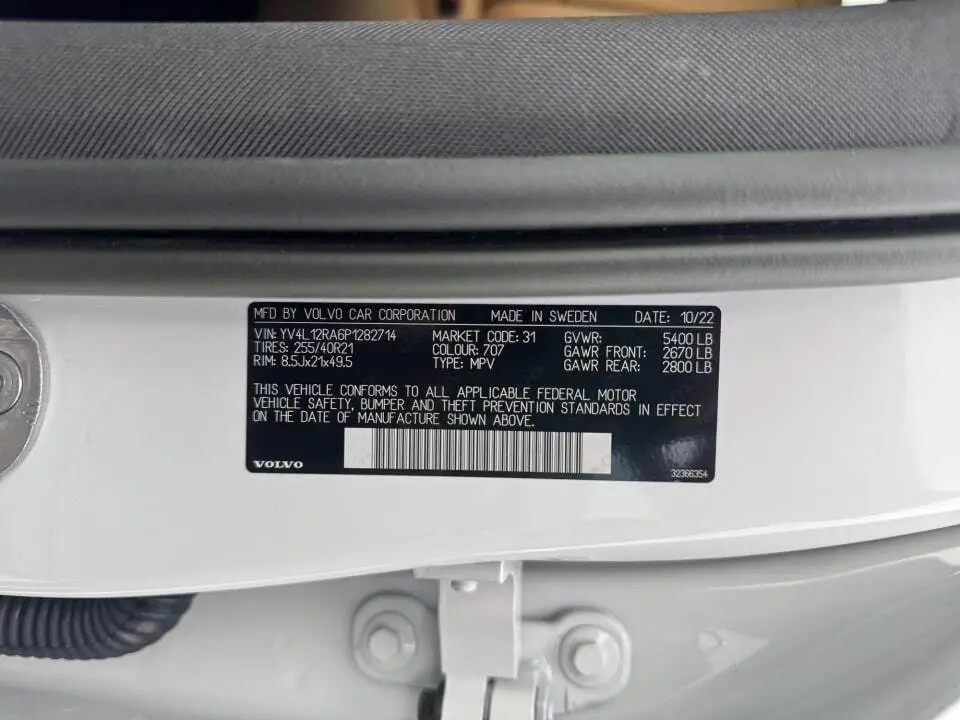 MFD BY VOLVO CAR CORPORATION MADE IN SWEDEN DATE: 10/22
VIN: YV4L12RA6P1282714 MARKET CODE: 31 GVWR: 5400 LB
TIRES: 255/40R21 COLOUR: 707 GAWR FRONT: 2670 LB
RIM: 8.5Jx21x49.5 TYPE: MPV GAWR REAR: 2800 LB
THIS VEHICLE CONFORMS TO ALL APPLICABLE FEDERAL MOTOR
VEHICLE SAFETY, BUMPER AND THEFT PREVENTION STANDARDS IN EFFECT
ON THE DATE OF MANUFACTURE SHOWN ABOVE.
VOLVO 32366354